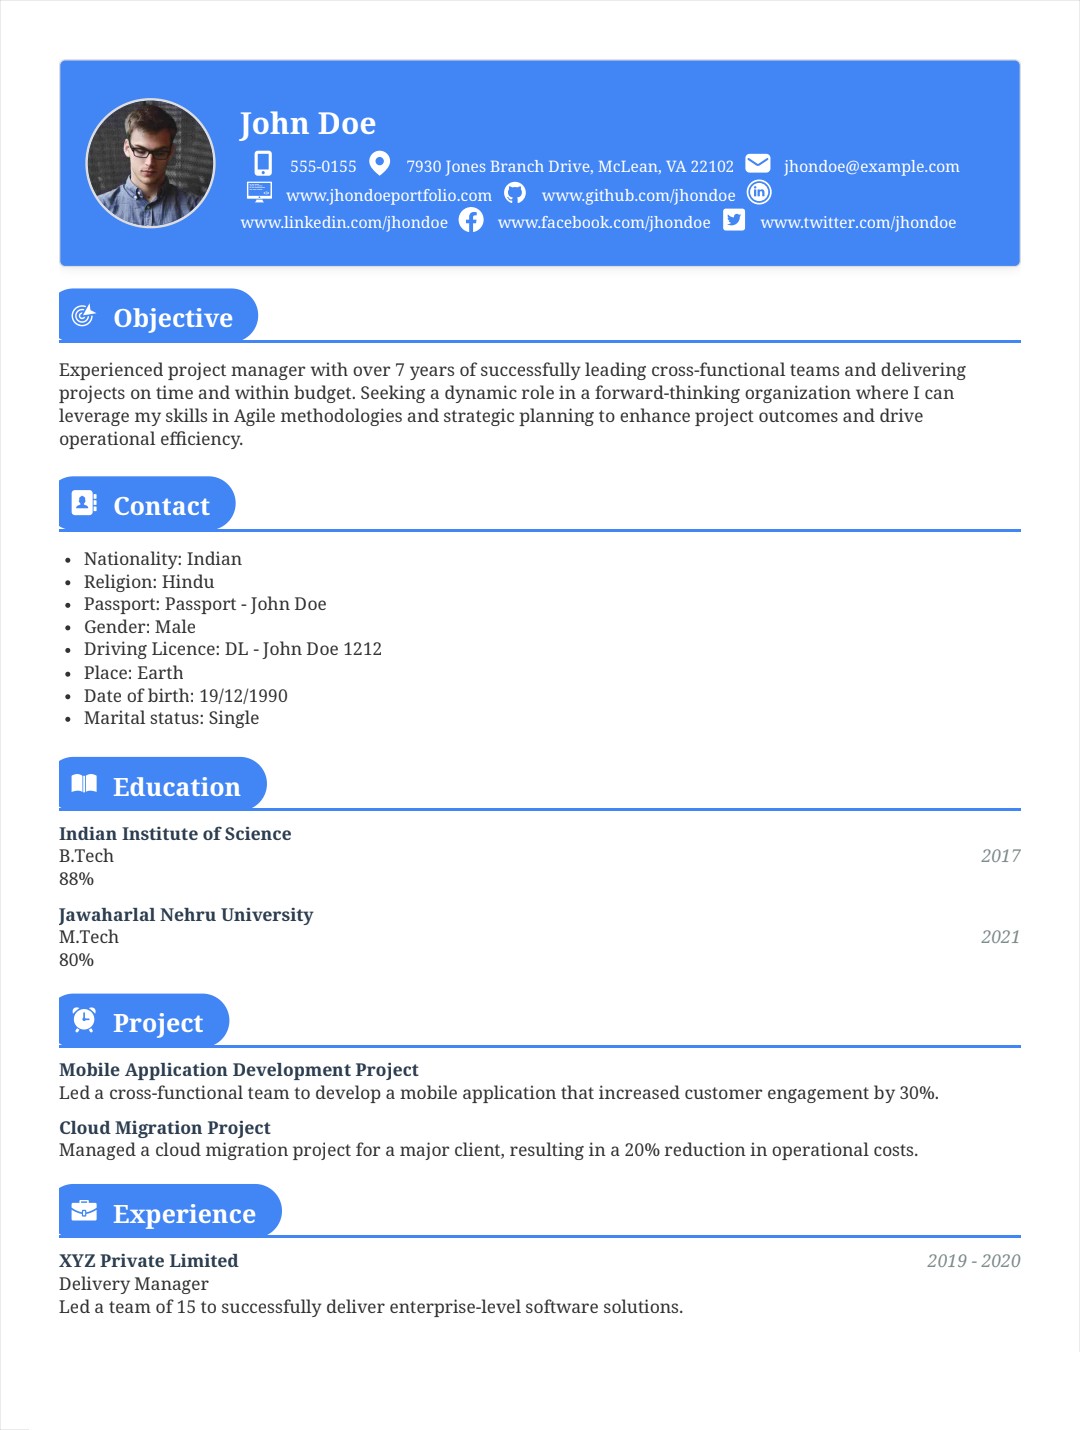 John Doe
555-0155 7930 Jones Branch Drive, McLean, VA 22102 jhondoe@example.com
www.jhondoeportfolio.com www.github.com/jhondoe
www.linkedin.com/jhondoe www.facebook.com/jhondoe www.twitter.com/jhondoe
Objective
Experienced project manager with over 7 years of successfully leading cross-functional teams and delivering
projects on time and within budget. Seeking a dynamic role in a forward-thinking organization where I can
leverage my skills in Agile methodologies and strategic planning to enhance project outcomes and drive
operational efficiency.
Contact
• Nationality: Indian
• Religion: Hindu
• Passport: Passport - John Doe
• Gender: Male
• Driving Licence: DL - John Doe 1212
• Place: Earth
• Date of birth: 19/12/1990
• Marital status: Single
Education
Indian Institute of Science
B.Tech 2017
88%
Jawaharlal Nehru University
M.Tech 2021
80%
Project
Mobile Application Development Project
Led a cross-functional team to develop a mobile application that increased customer engagement by 30%.
Cloud Migration Project
Managed a cloud migration project for a major client, resulting in a 20% reduction in operational costs.
Experience
XYZ Private Limited 2019 - 2020
Delivery Manager
Led a team of 15 to successfully deliver enterprise-level software solutions.